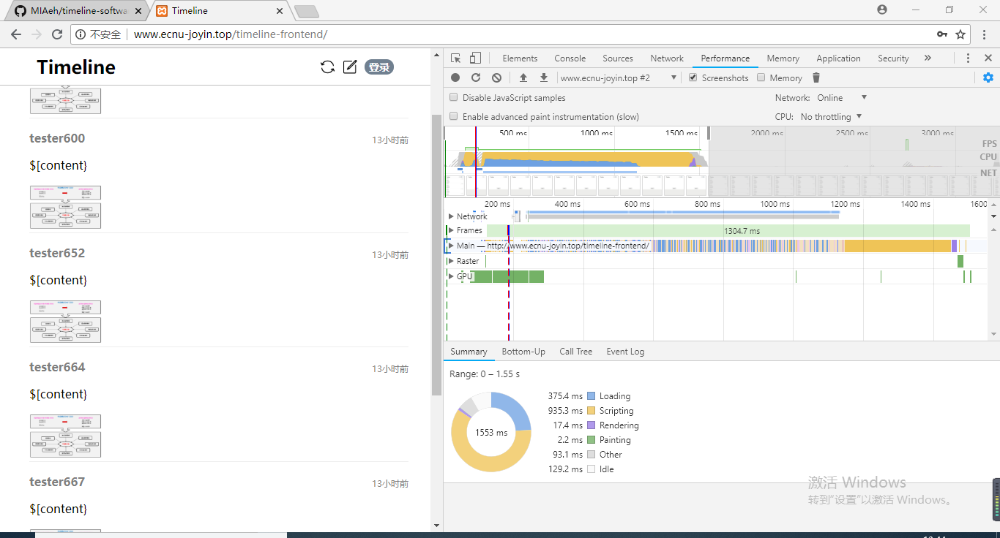 MIAeh/timeline-softwa
Timeline
不安全
www.ecnu-joyin.top/timeline-frontend/
Timeline
登录
tester600
13小时前
$[content}
tester652
13小时前
$[content}
tester664
13小时前
$[content}
tester667
13小时前
$[content}
Elements Console Sources Network Performance Memory Application Security
www.ecnu-joyin.top #2
Screenshots
Memory
Disable JavaScript samples
Network: Online
Enable advanced paint instrumentation (slow)
CPU: No throttling
500 ms 1000 ms 1500 ms 2000 ms 2500 ms 3000 ms
FPS
CPU
NET
200 ms 400 ms 600 ms 800 ms 1000 ms 1200 ms 1400 ms 1600
Network
Frames
1304.7 ms
Main — http://www.ecnu-joyin.top/timeline-frontend/
Raster
GPU
Summary Bottom-Up Call Tree Event Log
Range: 0 – 1.55 s
1553 ms
375.4 ms Loading
935.3 ms Scripting
17.4 ms Rendering
2.2 ms Painting
93.1 ms Other
129.2 ms Idle
激活 Windows
转到"设置"以激活 Windows。